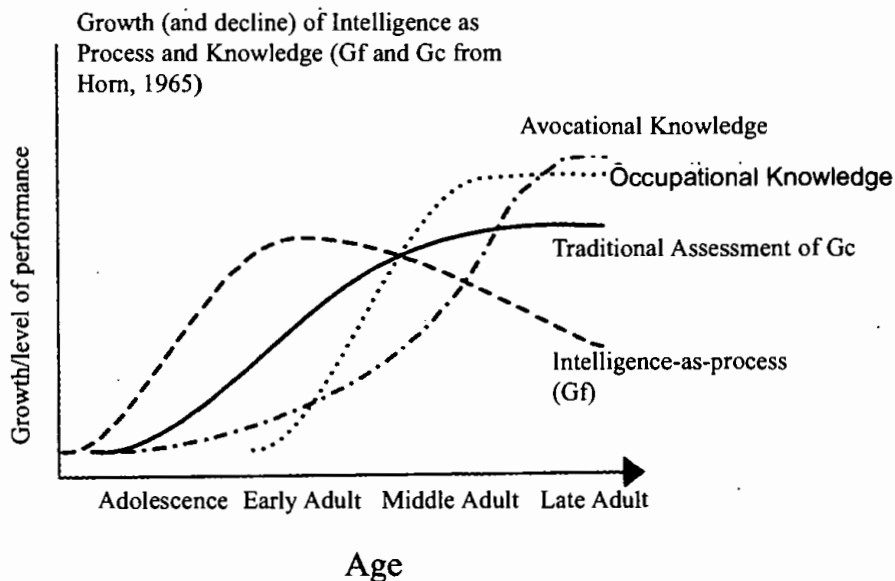 Growth (and decline) of Intelligence as
Process and Knowledge (Gf and Gc from
Horn, 1965)
Avocational Knowledge
Occupational Knowledge
Traditional Assessment of Gc
Intelligence-as-process
(Gf)
Growth/level of performance
Adolescence Early Adult Middle Adult Late Adult
Age